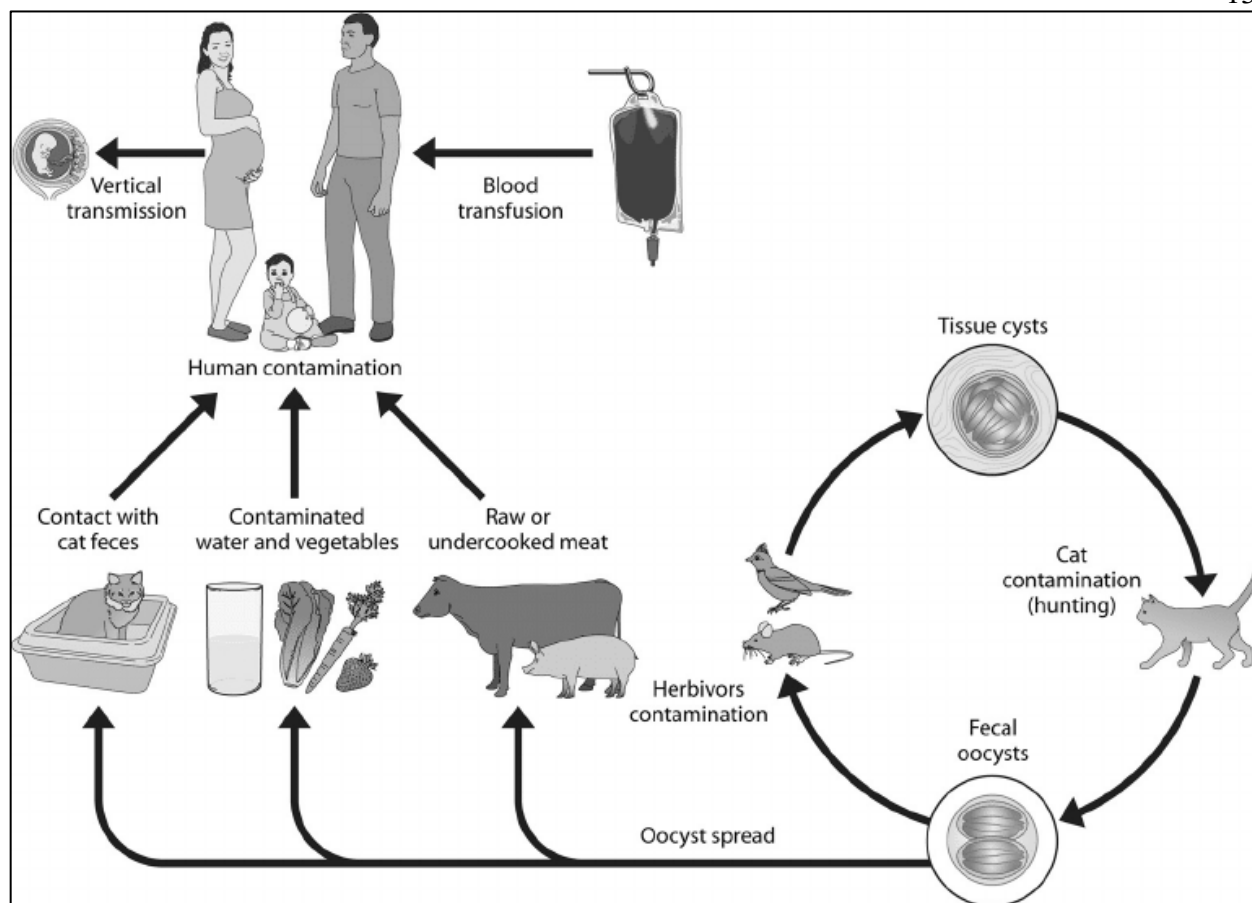 Vertical
transmission
Blood
transfusion
Human contamination
Tissue cysts
Contact with
cat feces
Contaminated
water and vegetables
Raw or
undercooked meat
Cat
contamination
(hunting)
Herbivors
contamination
Fecal
oocysts
Oocyst spread